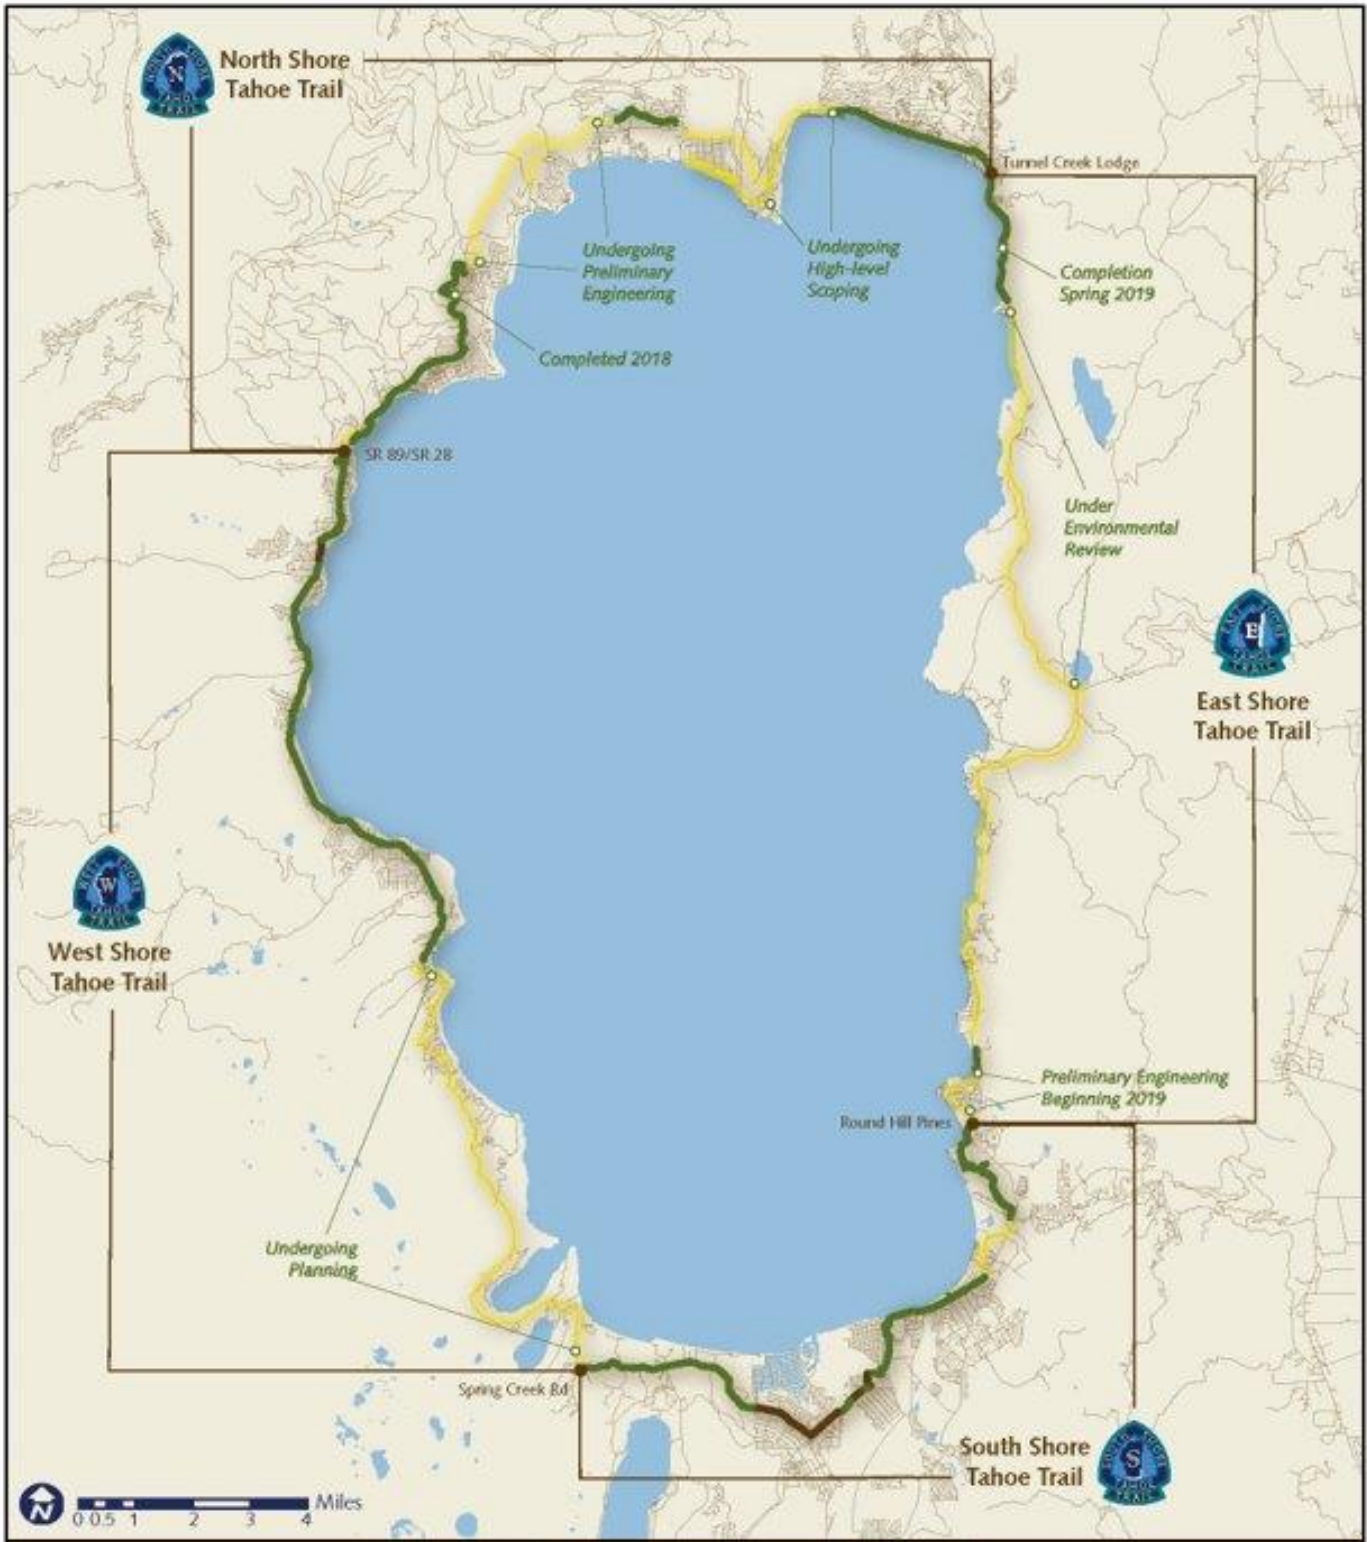 North Shore
Tahoe Trail
N
Tunnel Creek Lodge
Undergoing
Preliminary
Engineering
Undergoing
High-level
Scoping
Completion
Spring 2019
Completed 2018
SR 89/SR 28
Under
Environmental
Review
E
East Shore
Tahoe Trail
W
West Shore
Tahoe Trail
Preliminary Engineering
Beginning 2019
Round Hill Pines
Undergoing
Planning
Spring Creek Rd
South Shore
Tahoe Trail
S
N
Miles
0 0.5 1 2 3 4